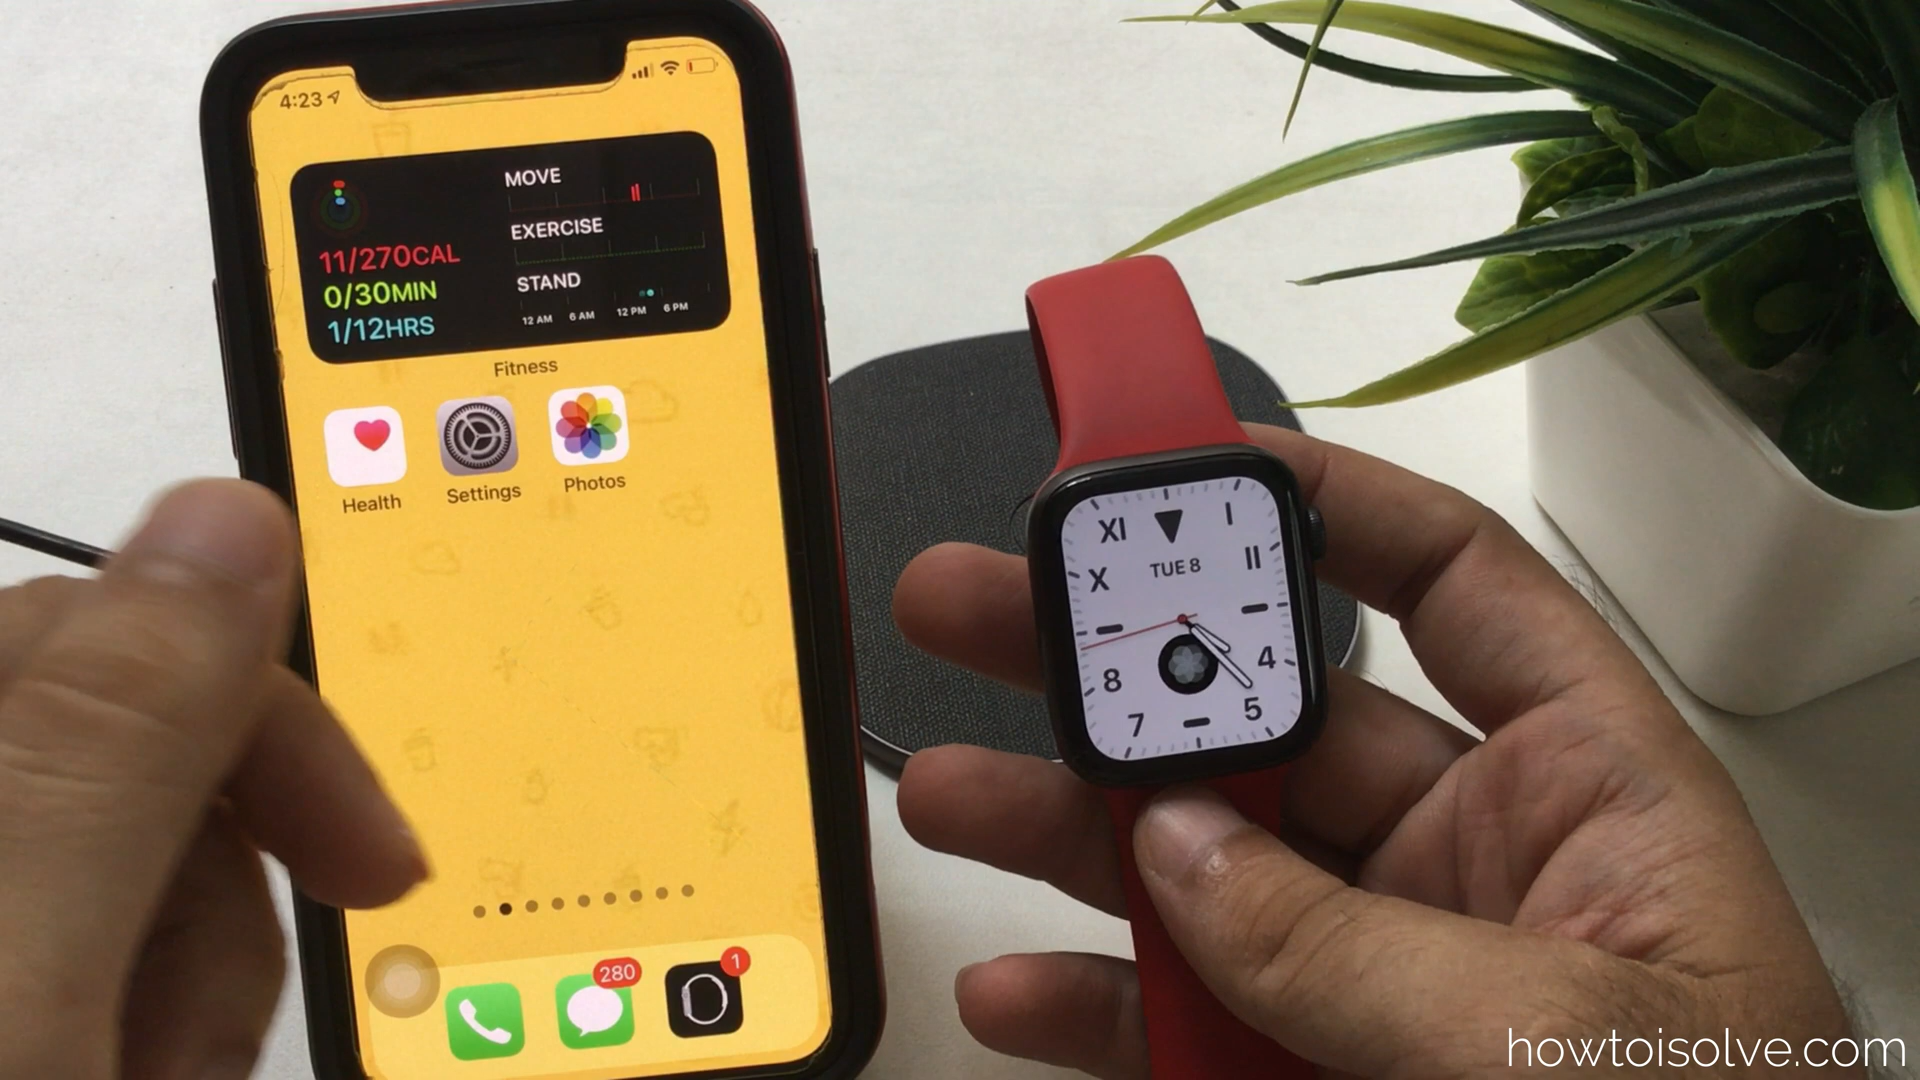 4:23
MOVE
11/270CAL
EXERCISE
0/30MIN
STAND
1/12HRS
12 AM 6 AM 12 PM 6 PM
Fitness
Health Settings Photos
280
1
XI I
X TUE 8 II
8 4
7 5
howtoisolve.com